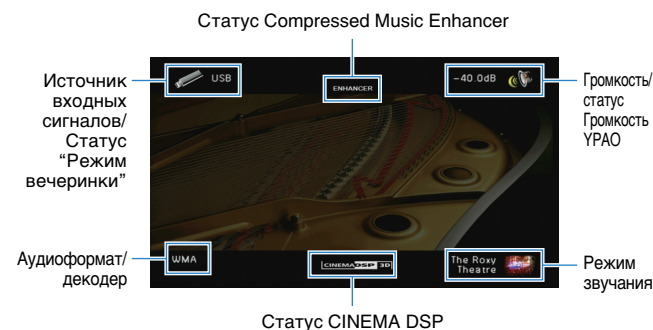 Статус Compressed Music Enhancer
Источник
входных
сигналов/
Статус
“Режим
вечеринки”
USB
ENHANCER
–40.0dB
Громкость/
статус
Громкость
YPAO
Аудиоформат/
декодер
WMA
CINEMA DSP 3D
The Roxy
Theatre
Режим
звучания
Статус CINEMA DSP